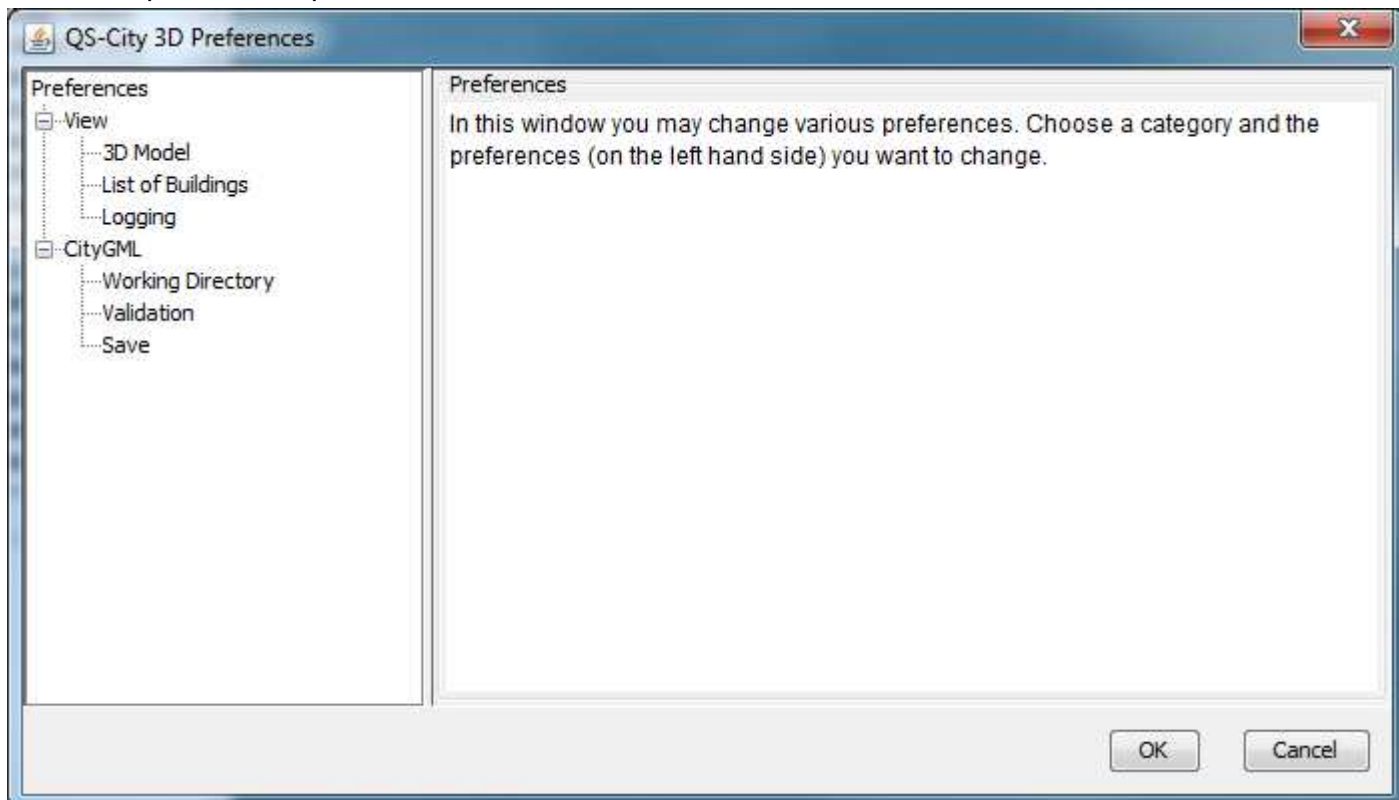 QS-City 3D Preferences
Preferences
View
3D Model
List of Buildings
Logging
CityGML
Working Directory
Validation
Save
Preferences
In this window you may change various preferences. Choose a category and the
preferences (on the left hand side) you want to change.
OK
Cancel